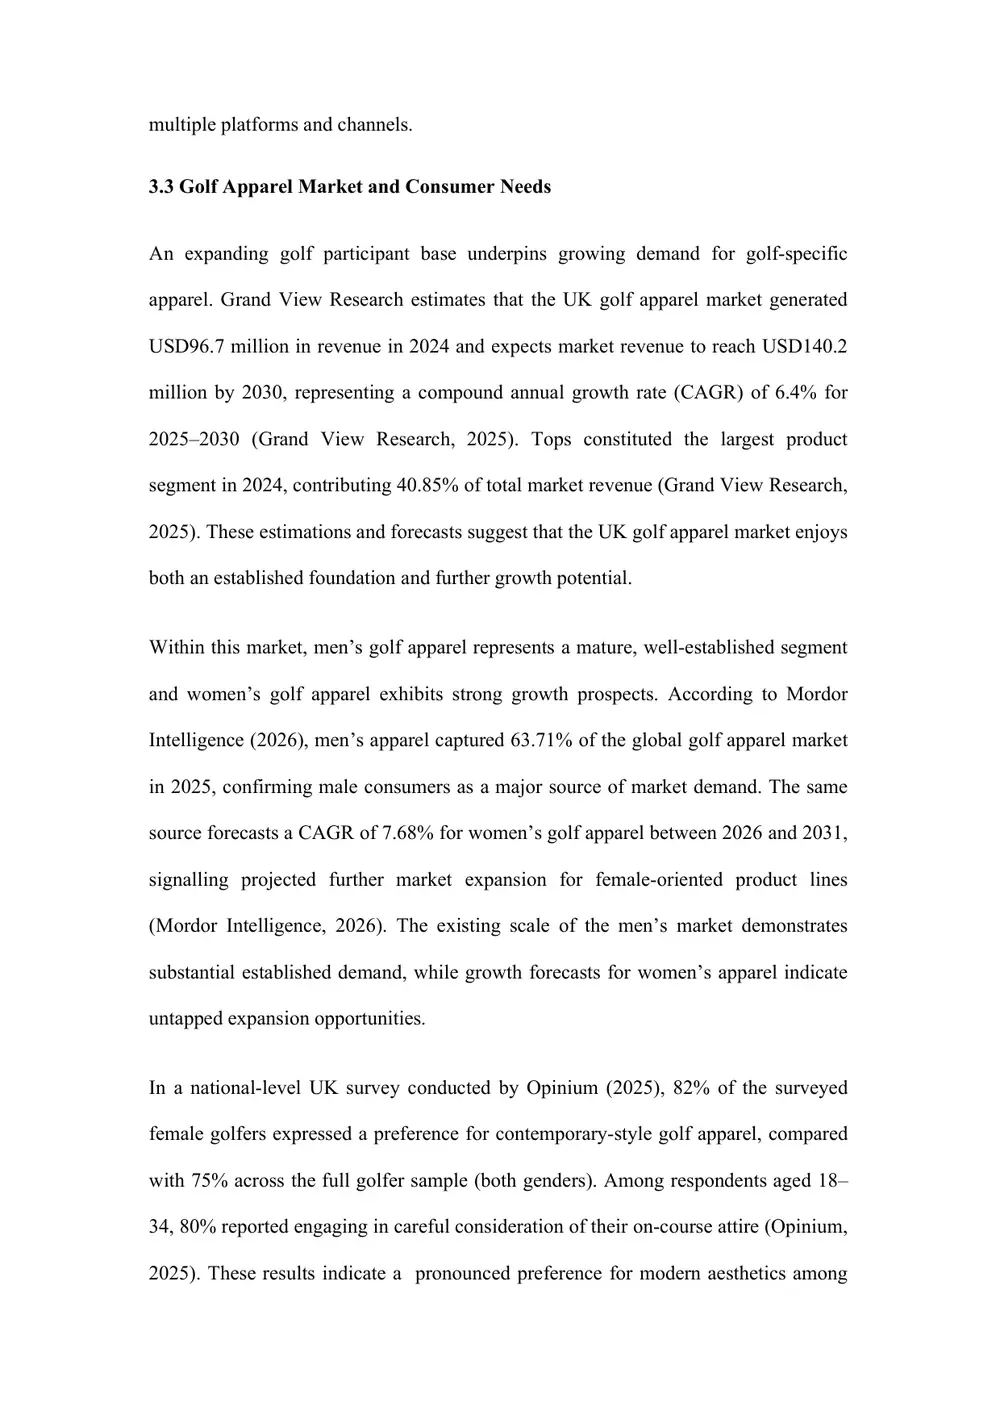 multiple platforms and channels.
3.3 Golf Apparel Market and Consumer Needs
An expanding golf participant base underpins growing demand for golf-specific
apparel. Grand View Research estimates that the UK golf apparel market generated
USD96.7 million in revenue in 2024 and expects market revenue to reach USD140.2
million by 2030, representing a compound annual growth rate (CAGR) of 6.4% for
2025–2030 (Grand View Research, 2025). Tops constituted the largest product
segment in 2024, contributing 40.85% of total market revenue (Grand View Research,
2025). These estimations and forecasts suggest that the UK golf apparel market enjoys
both an established foundation and further growth potential.
Within this market, men’s golf apparel represents a mature, well-established segment
and women’s golf apparel exhibits strong growth prospects. According to Mordor
Intelligence (2026), men’s apparel captured 63.71% of the global golf apparel market
in 2025, confirming male consumers as a major source of market demand. The same
source forecasts a CAGR of 7.68% for women’s golf apparel between 2026 and 2031,
signalling projected further market expansion for female-oriented product lines
(Mordor Intelligence, 2026). The existing scale of the men’s market demonstrates
substantial established demand, while growth forecasts for women’s apparel indicate
untapped expansion opportunities.
In a national-level UK survey conducted by Opinium (2025), 82% of the surveyed
female golfers expressed a preference for contemporary-style golf apparel, compared
with 75% across the full golfer sample (both genders). Among respondents aged 18–
34, 80% reported engaging in careful consideration of their on-course attire (Opinium,
2025). These results indicate a  pronounced preference for modern aesthetics among